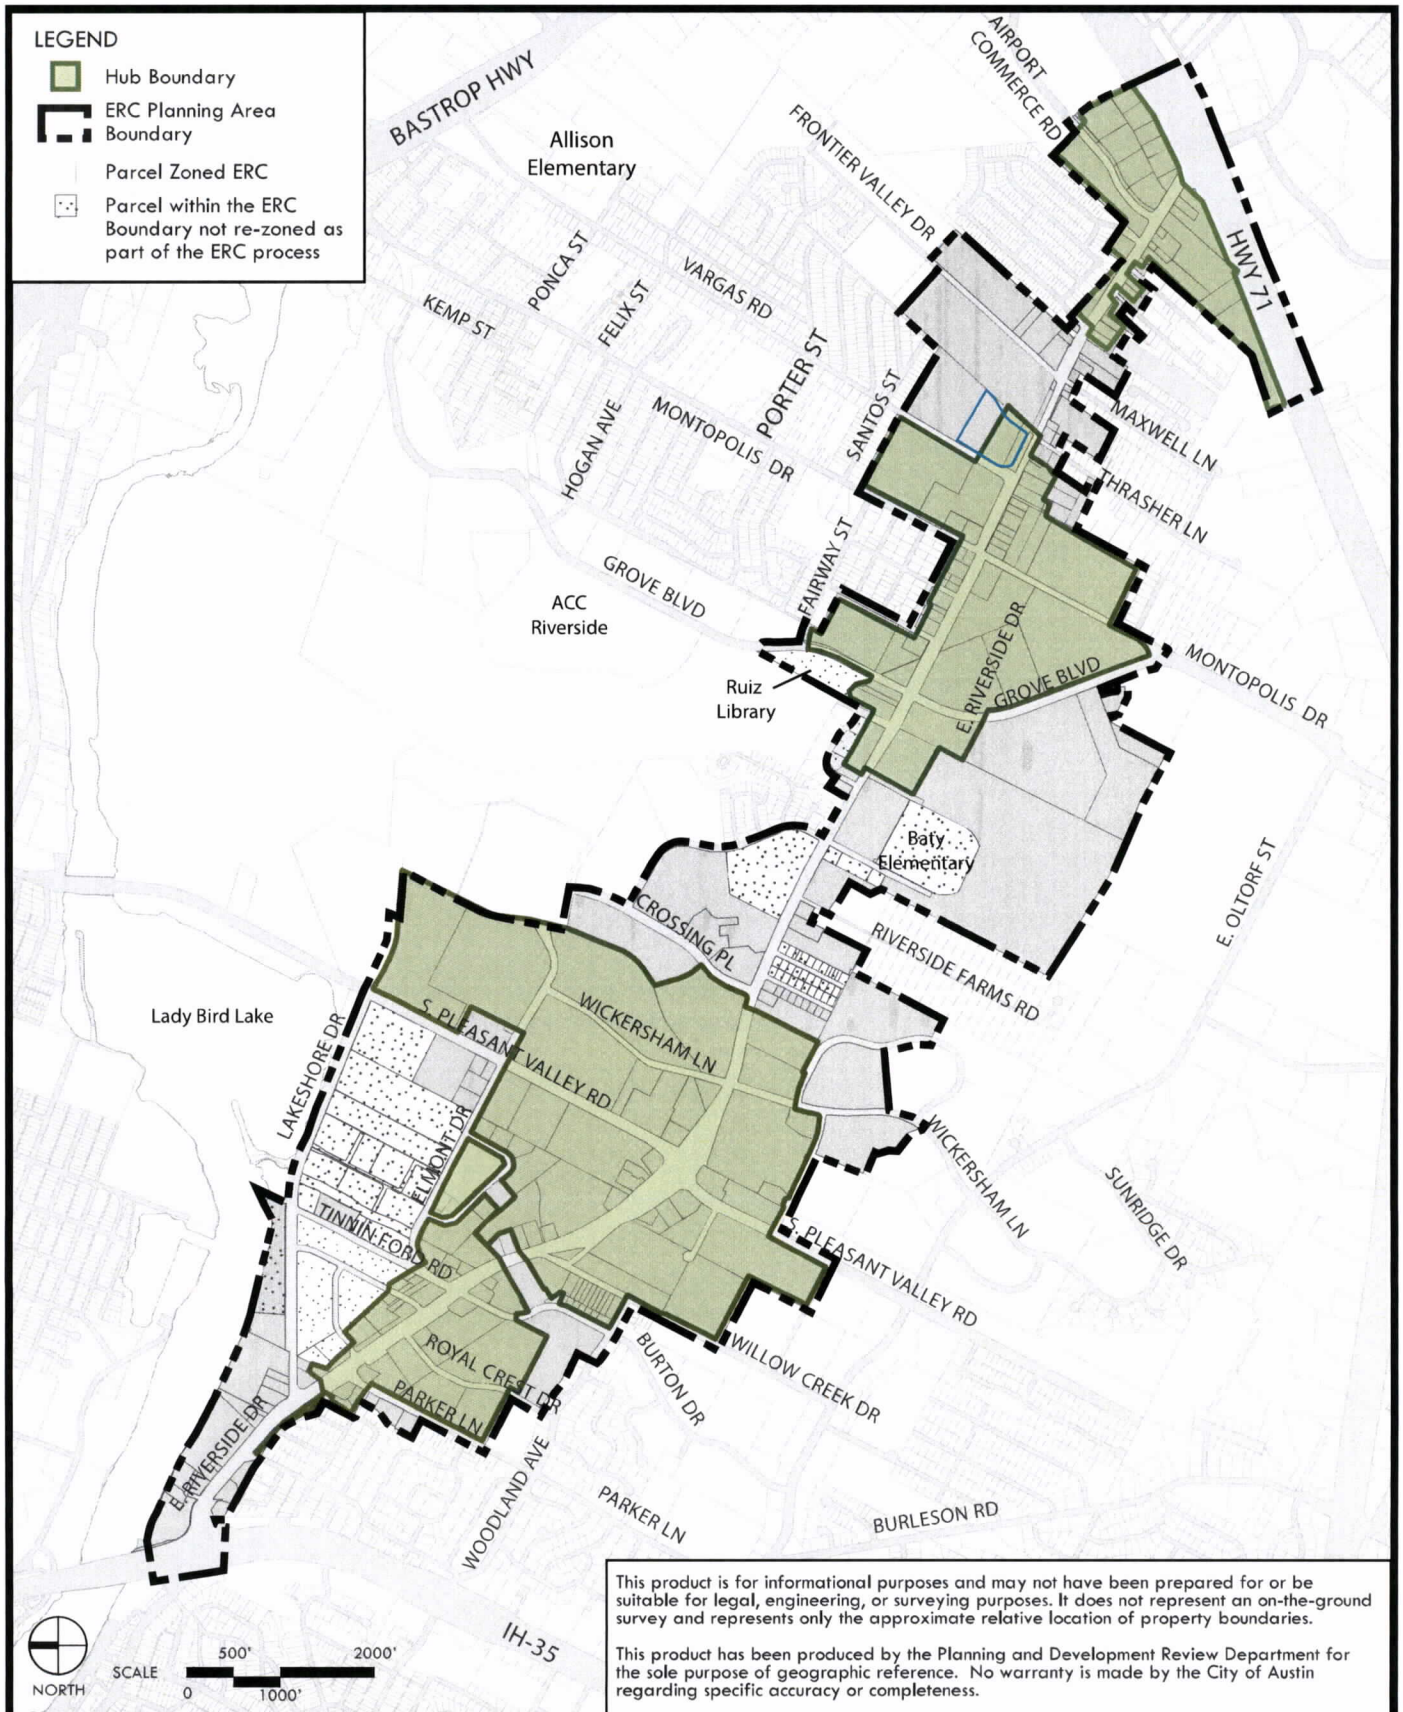 LEGEND
Hub Boundary
ERC Planning Area
Boundary
Parcel Zoned ERC
Parcel within the ERC
Boundary not re-zoned as
part of the ERC process
BASTROP HWY
AIRPORT
COMMERCE RD
Allison
Elementary
FRONTIER VALLEY DR
HWY 71
PONCA ST
VARGAS RD
FELIX ST
KEMP ST
PORTER ST
SANTOS ST
HOGAN AVE
MONTOPOLIS DR
MAXWELL LN
THRASHER LN
FAIRWAY ST
GROVE BLVD
ACC
Riverside
E. RIVERSIDE DR
GROVE BLVD
MONTOPOLIS DR
Ruiz
Library
Baty
Elementary
E. OLTORF ST
CROSSING PL
RIVERSIDE FARMS RD
Lady Bird Lake
LAKESHORE DR
S. PLEASANT VALLEY RD
WICKERSHAM LN
ELMONT DR
WICKERSHAM LN
SUNRIDGE DR
TINNIN FORD RD
S. PLEASANT VALLEY RD
ROYAL CREST DR
BURTON DR
WILLOW CREEK DR
PARKER LN
E. RIVERSIDE DR
WOODLAND AVE
PARKER LN
BURLESON RD
IH-35
NORTH
SCALE
500'
2000'
0
1000'
This product is for informational purposes and may not have been prepared for or be
suitable for legal, engineering, or surveying purposes. It does not represent an on-the-ground
survey and represents only the approximate relative location of property boundaries.
This product has been produced by the Planning and Development Review Department for
the sole purpose of geographic reference. No warranty is made by the City of Austin
regarding specific accuracy or completeness.